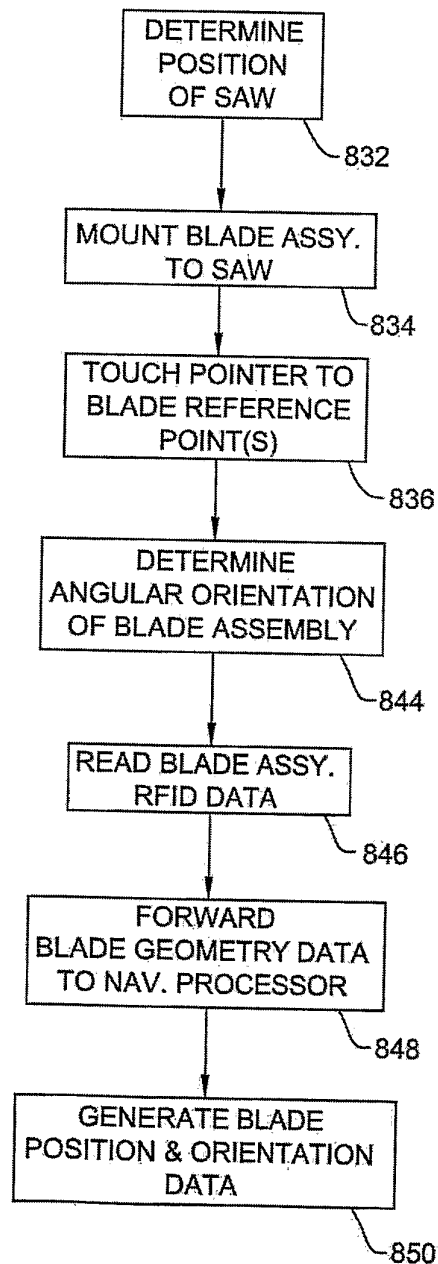 DETERMINE
POSITION
OF SAW
832
MOUNT BLADE ASSY.
TO SAW
834
TOUCH POINTER TO
BLADE REFERENCE
POINT(S)
836
DETERMINE
ANGULAR ORIENTATION
OF BLADE ASSEMBLY
844
READ BLADE ASSY.
RFID DATA
846
FORWARD
BLADE GEOMETRY DATA
TO NAV. PROCESSOR
848
GENERATE BLADE
POSITION & ORIENTATION
DATA
850